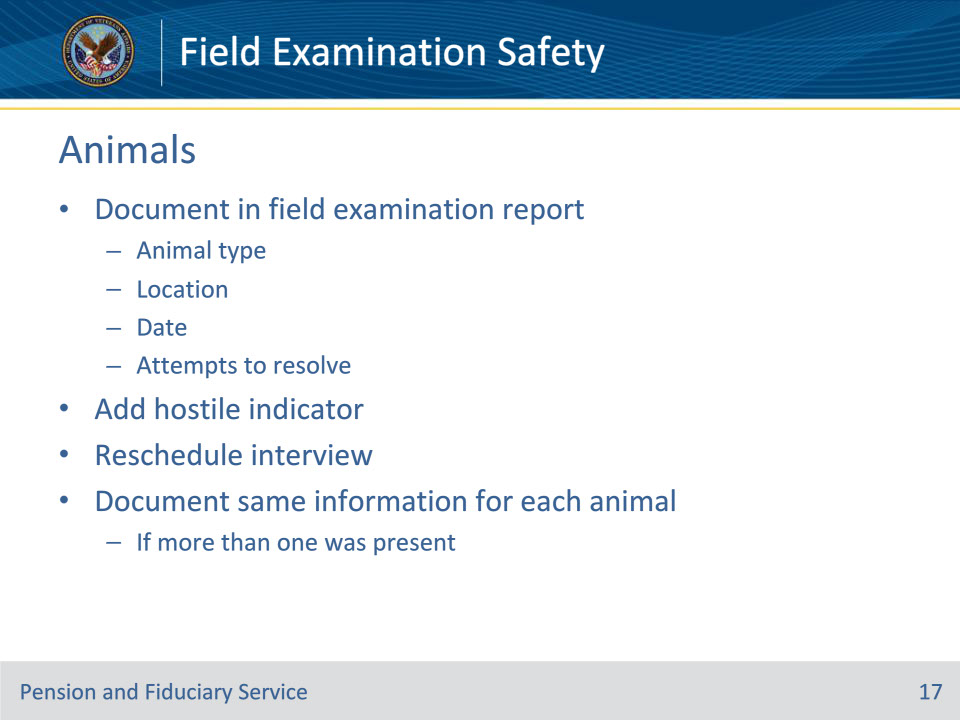 Field Examination Safety
Animals
• Document in field examination report
– Animal type
– Location
– Date
– Attempts to resolve
• Add hostile indicator
• Reschedule interview
• Document same information for each animal
– If more than one was present
Pension and Fiduciary Service
17